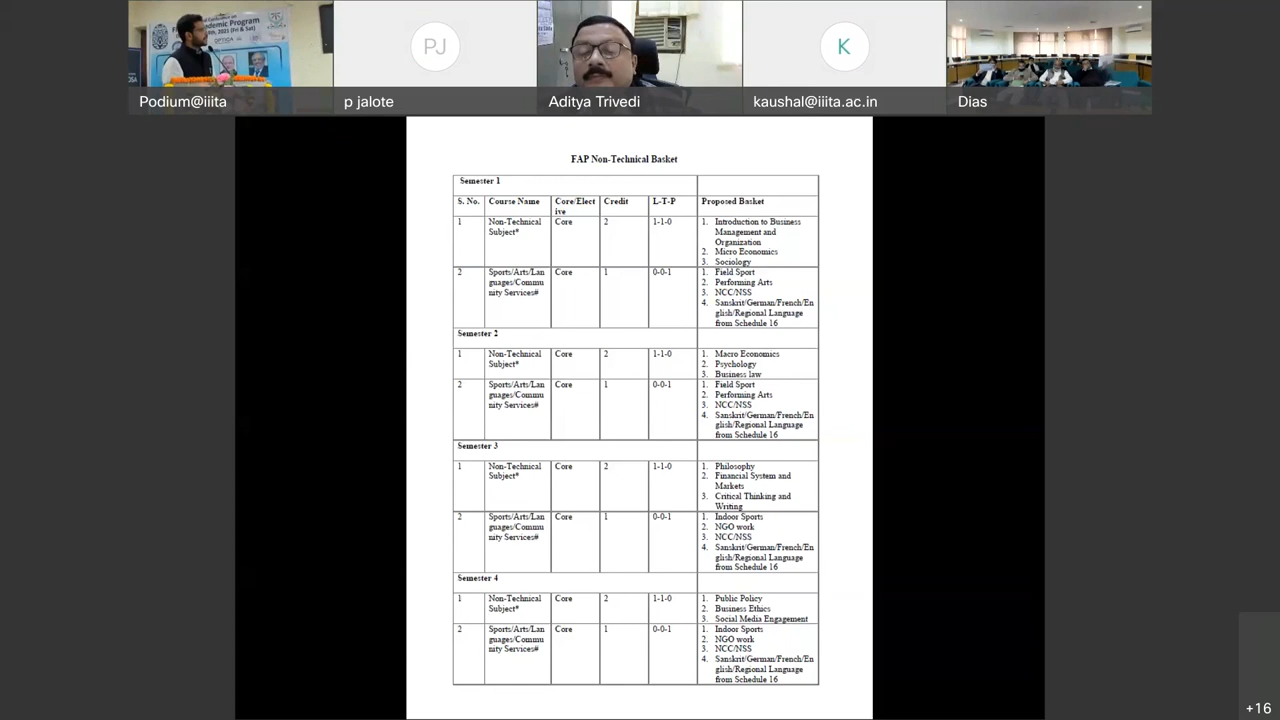 ademic Program
th, 2023 (Fri & Sat)
PJ
K
Podium@iiita
p jalote
Aditya Trivedi
kaushal@iiita.ac.in
Dias
FAP Non-Technical Basket
Semester 1
S. No. Course Name Core/Elect Credit L-T-P Proposed Basket
ive
1 Non-Technical Core 2 1-1-0 1. Introduction to Business
Subject* Management and
Organization
2. Micro Economics
3. Sociology
2 Sports/Arts/Lan Core 1 0-0-1 1. Field Sport
guages/Commu 2. Performing Arts
nity Services# 3. NCC/NSS
4. Sanskrit/German/French/En
glish/Regional Language
from Schedule 16
Semester 2
1 Non-Technical Core 2 1-1-0 1. Macro Economics
Subject* 2. Psychology
3. Business law
2 Sports/Arts/Lan Core 1 0-0-1 1. Field Sport
guages/Commu 2. Performing Arts
nity Services# 3. NCC/NSS
4. Sanskrit/German/French/En
glish/Regional Language
from Schedule 16
Semester 3
1 Non-Technical Core 2 1-1-0 1. Philosophy
Subject* 2. Financial System and
Markets
3. Critical Thinking and
Writing
2 Sports/Arts/Lan Core 1 0-0-1 1. Indoor Sports
guages/Commu 2. NGO work
nity Services# 3. NCC/NSS
4. Sanskrit/German/French/En
glish/Regional Language
from Schedule 16
Semester 4
1 Non-Technical Core 2 1-1-0 1. Public Policy
Subject* 2. Business Ethics
3. Social Media Engagement
2 Sports/Arts/Lan Core 1 0-0-1 1. Indoor Sports
guages/Commu 2. NGO work
nity Services# 3. NCC/NSS
4. Sanskrit/German/French/En
glish/Regional Language
from Schedule 16
+16